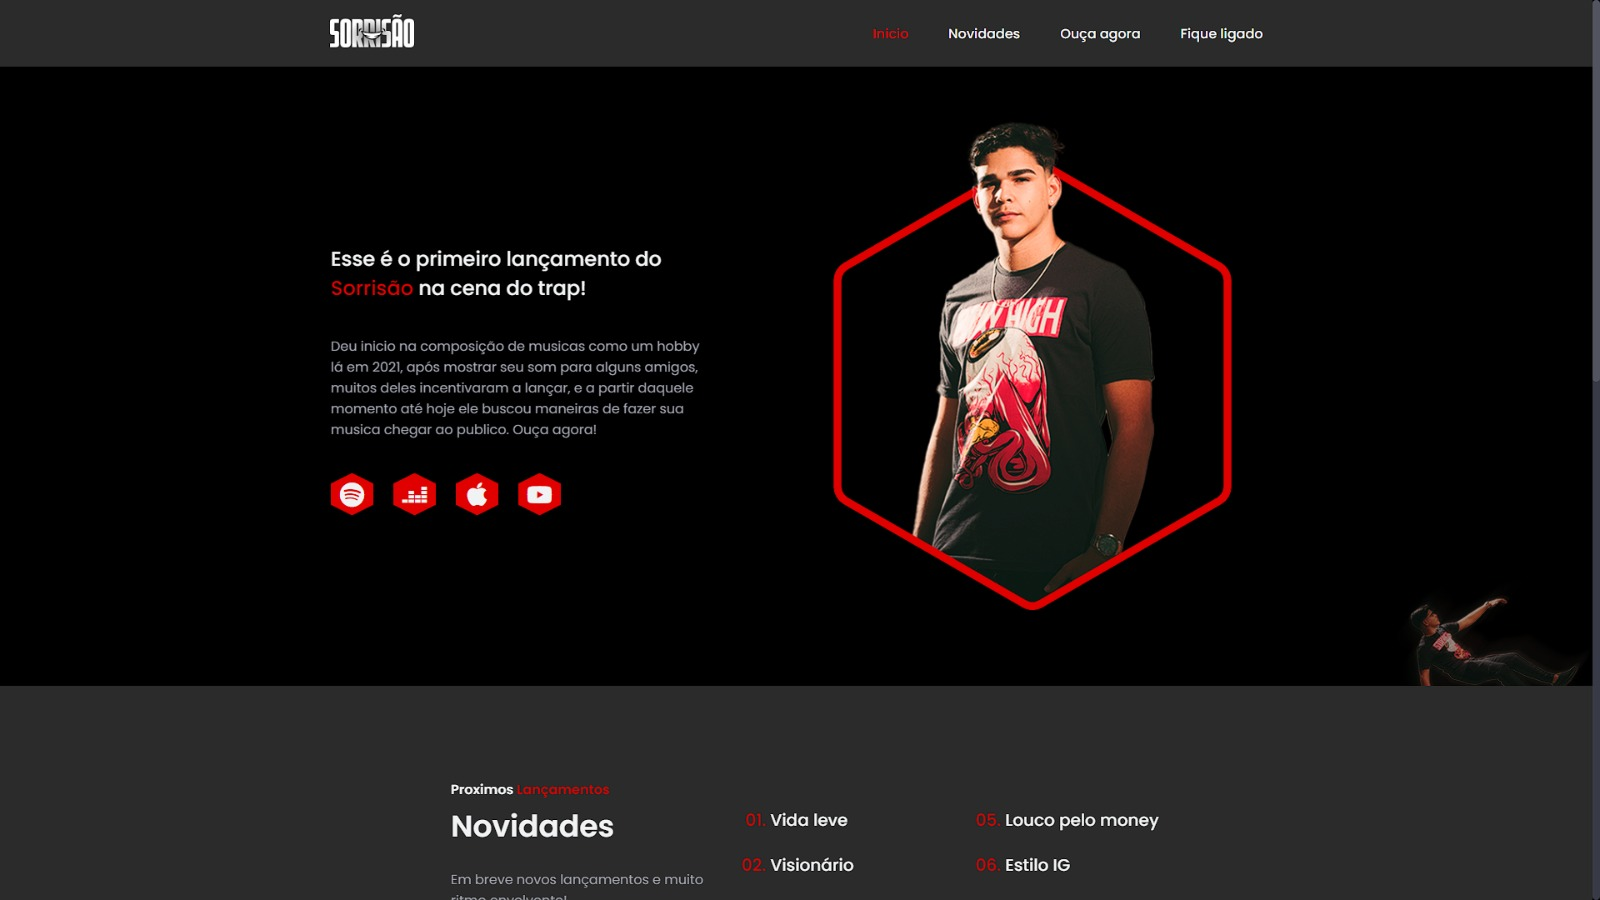 SORRISÃO
Inicio Novidades Ouça agora Fique ligado
Esse é o primeiro lançamento do
Sorrisão na cena do trap!
Deu inicio na composição de musicas como um hobby
lá em 2021, após mostrar seu som para alguns amigos,
muitos deles incentivaram a lançar, e a partir daquele
momento até hoje ele buscou maneiras de fazer sua
musica chegar ao publico. Ouça agora!
HIGH
Proximos Lançamentos
Novidades
Em breve novos lançamentos e muito
ritmo envolvente!
01. Vida leve
02. Visionário
05. Louco pelo money
06. Estilo IG